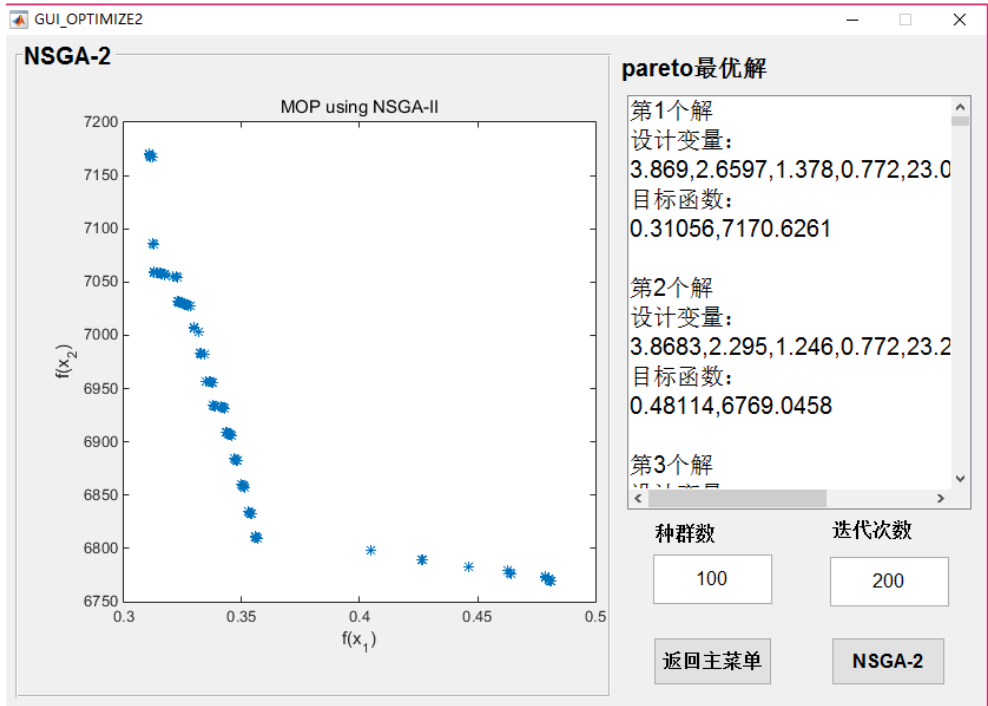 GUI_OPTIMIZE2
NSGA-2
MOP using NSGA-II
7200
7150
7100
7050
7000
6950
6900
6850
6800
6750
f(x2)
0.3
0.35
0.4
0.45
0.5
f(x1)
pareto最优解
第1个解
设计变量：
3.869,2.6597,1.378,0.772,23.0
目标函数：
0.31056,7170.6261
第2个解
设计变量：
3.8683,2.295,1.246,0.772,23.2
目标函数：
0.48114,6769.0458
第3个解
种群数
迭代次数
100
200
返回主菜单
NSGA-2